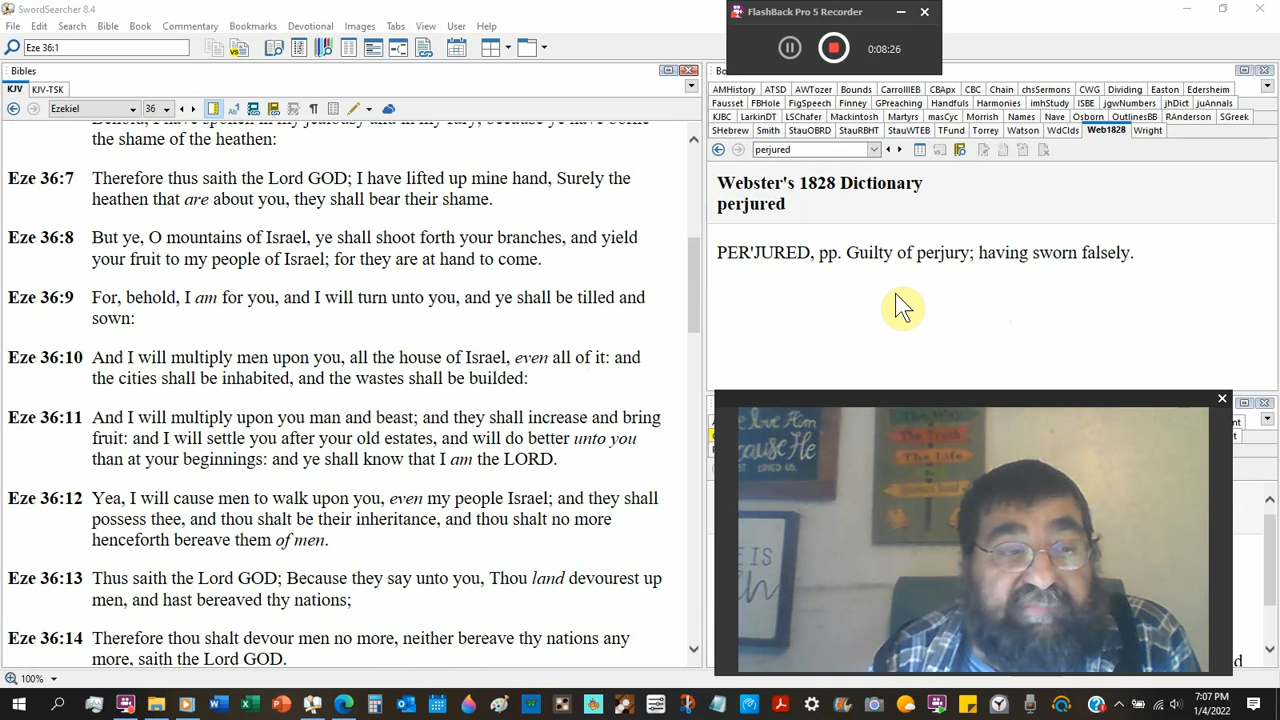 SwordSearcher 8.4
File Edit Search Bible Book Commentary Bookmarks Devotional Images Tabs View User Help
Eze 36:1
Bibles
KJV KJV-TSK
Ezekiel 36
the shame of the heathen:
Eze 36:7 Therefore thus saith the Lord GOD; I have lifted up mine hand, Surely the
heathen that are about you, they shall bear their shame.
Eze 36:8 But ye, O mountains of Israel, ye shall shoot forth your branches, and yield
your fruit to my people of Israel; for they are at hand to come.
Eze 36:9 For, behold, I am for you, and I will turn unto you, and ye shall be tilled and
sown:
Eze 36:10 And I will multiply men upon you, all the house of Israel, even all of it: and
the cities shall be inhabited, and the wastes shall be builded:
Eze 36:11 And I will multiply upon you man and beast; and they shall increase and bring
fruit: and I will settle you after your old estates, and will do better unto you
than at your beginnings: and ye shall know that I am the LORD.
Eze 36:12 Yea, I will cause men to walk upon you, even my people Israel; and they shall
possess thee, and thou shalt be their inheritance, and thou shalt no more
henceforth bereave them of men.
Eze 36:13 Thus saith the Lord GOD; Because they say unto you, Thou land devourest up
men, and hast bereaved thy nations;
Eze 36:14 Therefore thou shalt devour men no more, neither bereave thy nations any
more, saith the Lord GOD.
100%
FlashBack Pro 5 Recorder
0:08:26
AMHistory ATSD AWTozer Bounds CarrollIEB CBApx CBC Chain chsSermons CWG Dividing Easton Edersheim
Fausset FBHole FigSpeech Finney GPreaching Handfuls Harmonies imhStudy ISBE jgwNumbers jhDict juAnnals
KJBC LarkinDT LSChafer Mackintosh Martyrs masCyc Morrish Names Nave Osborn OutlinesBB RAnderson SGreek
SHebrew Smith StauOBRD StauRBHT StauWTEB TFund Torrey Watson WdClds Web1828 Wright
perjured
Webster's 1828 Dictionary
perjured
PER'JURED, pp. Guilty of perjury; having sworn falsely.
The Way
The Truth
The Life
7:07 PM
1/4/2022